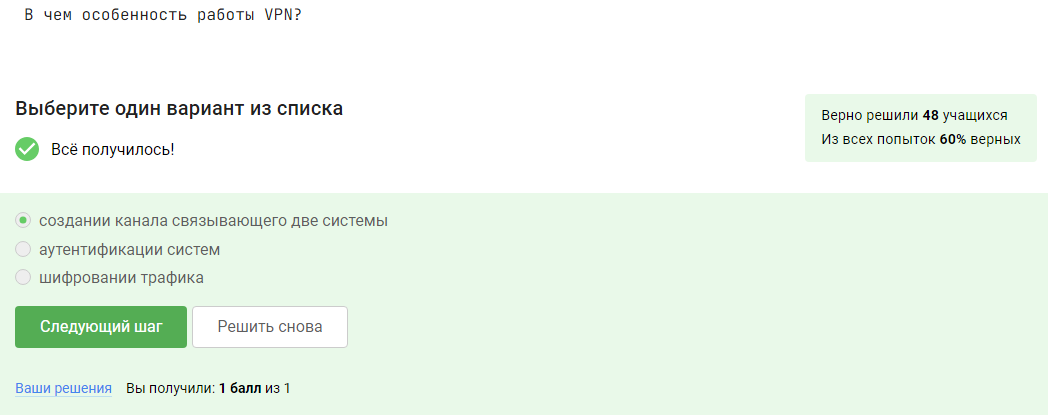 В чем особенность работы VPN?
Выберите один вариант из списка
Всё получилось!
Верно решили 48 учащихся
Из всех попыток 60% верных
создании канала связывающего две системы
аутентификации систем
шифровании трафика
Следующий шаг
Решить снова
Ваши решения Вы получили: 1 балл из 1